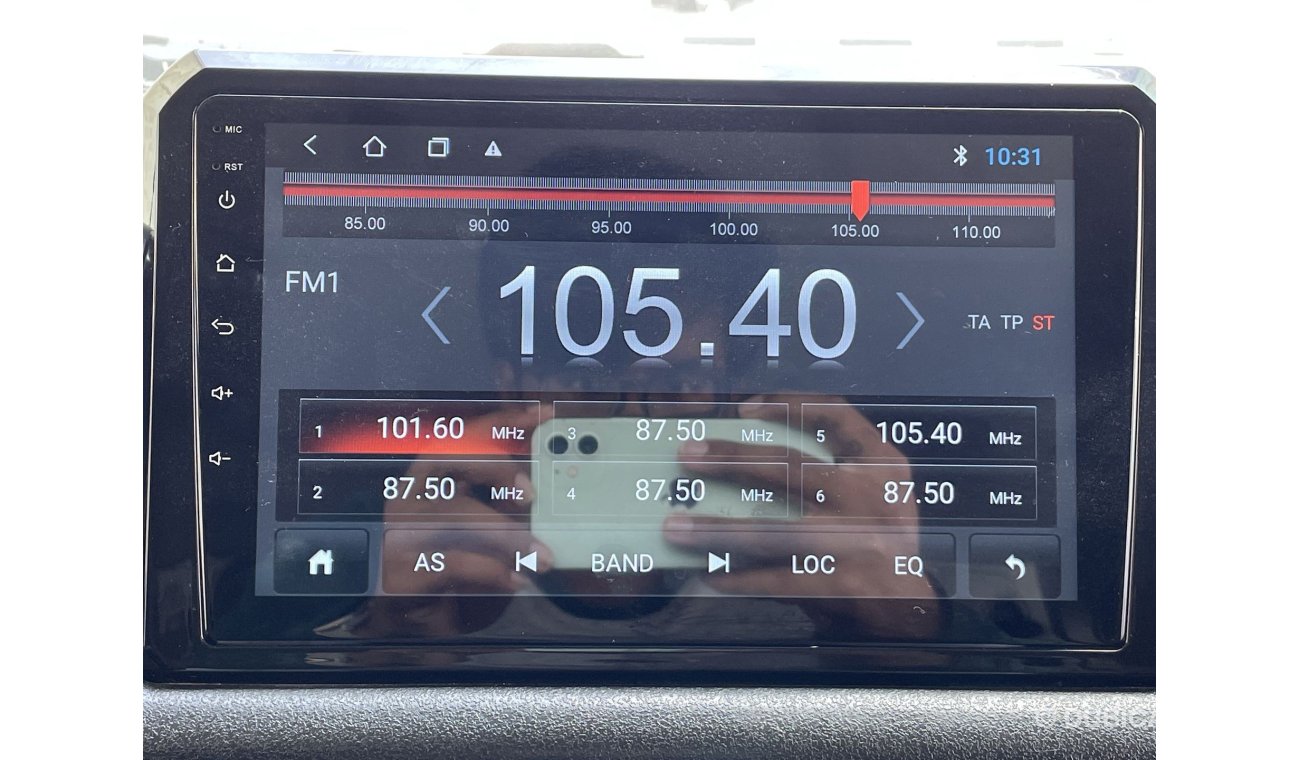 MIC
RST
10:31
85.00 90.00 95.00 100.00 105.00 110.00
FM1
105.40
TA TP ST
1 101.60 MHz 3 87.50 MHz 5 105.40 MHz
2 87.50 MHz 4 87.50 MHz 6 87.50 MHz
AS BAND LOC EQ